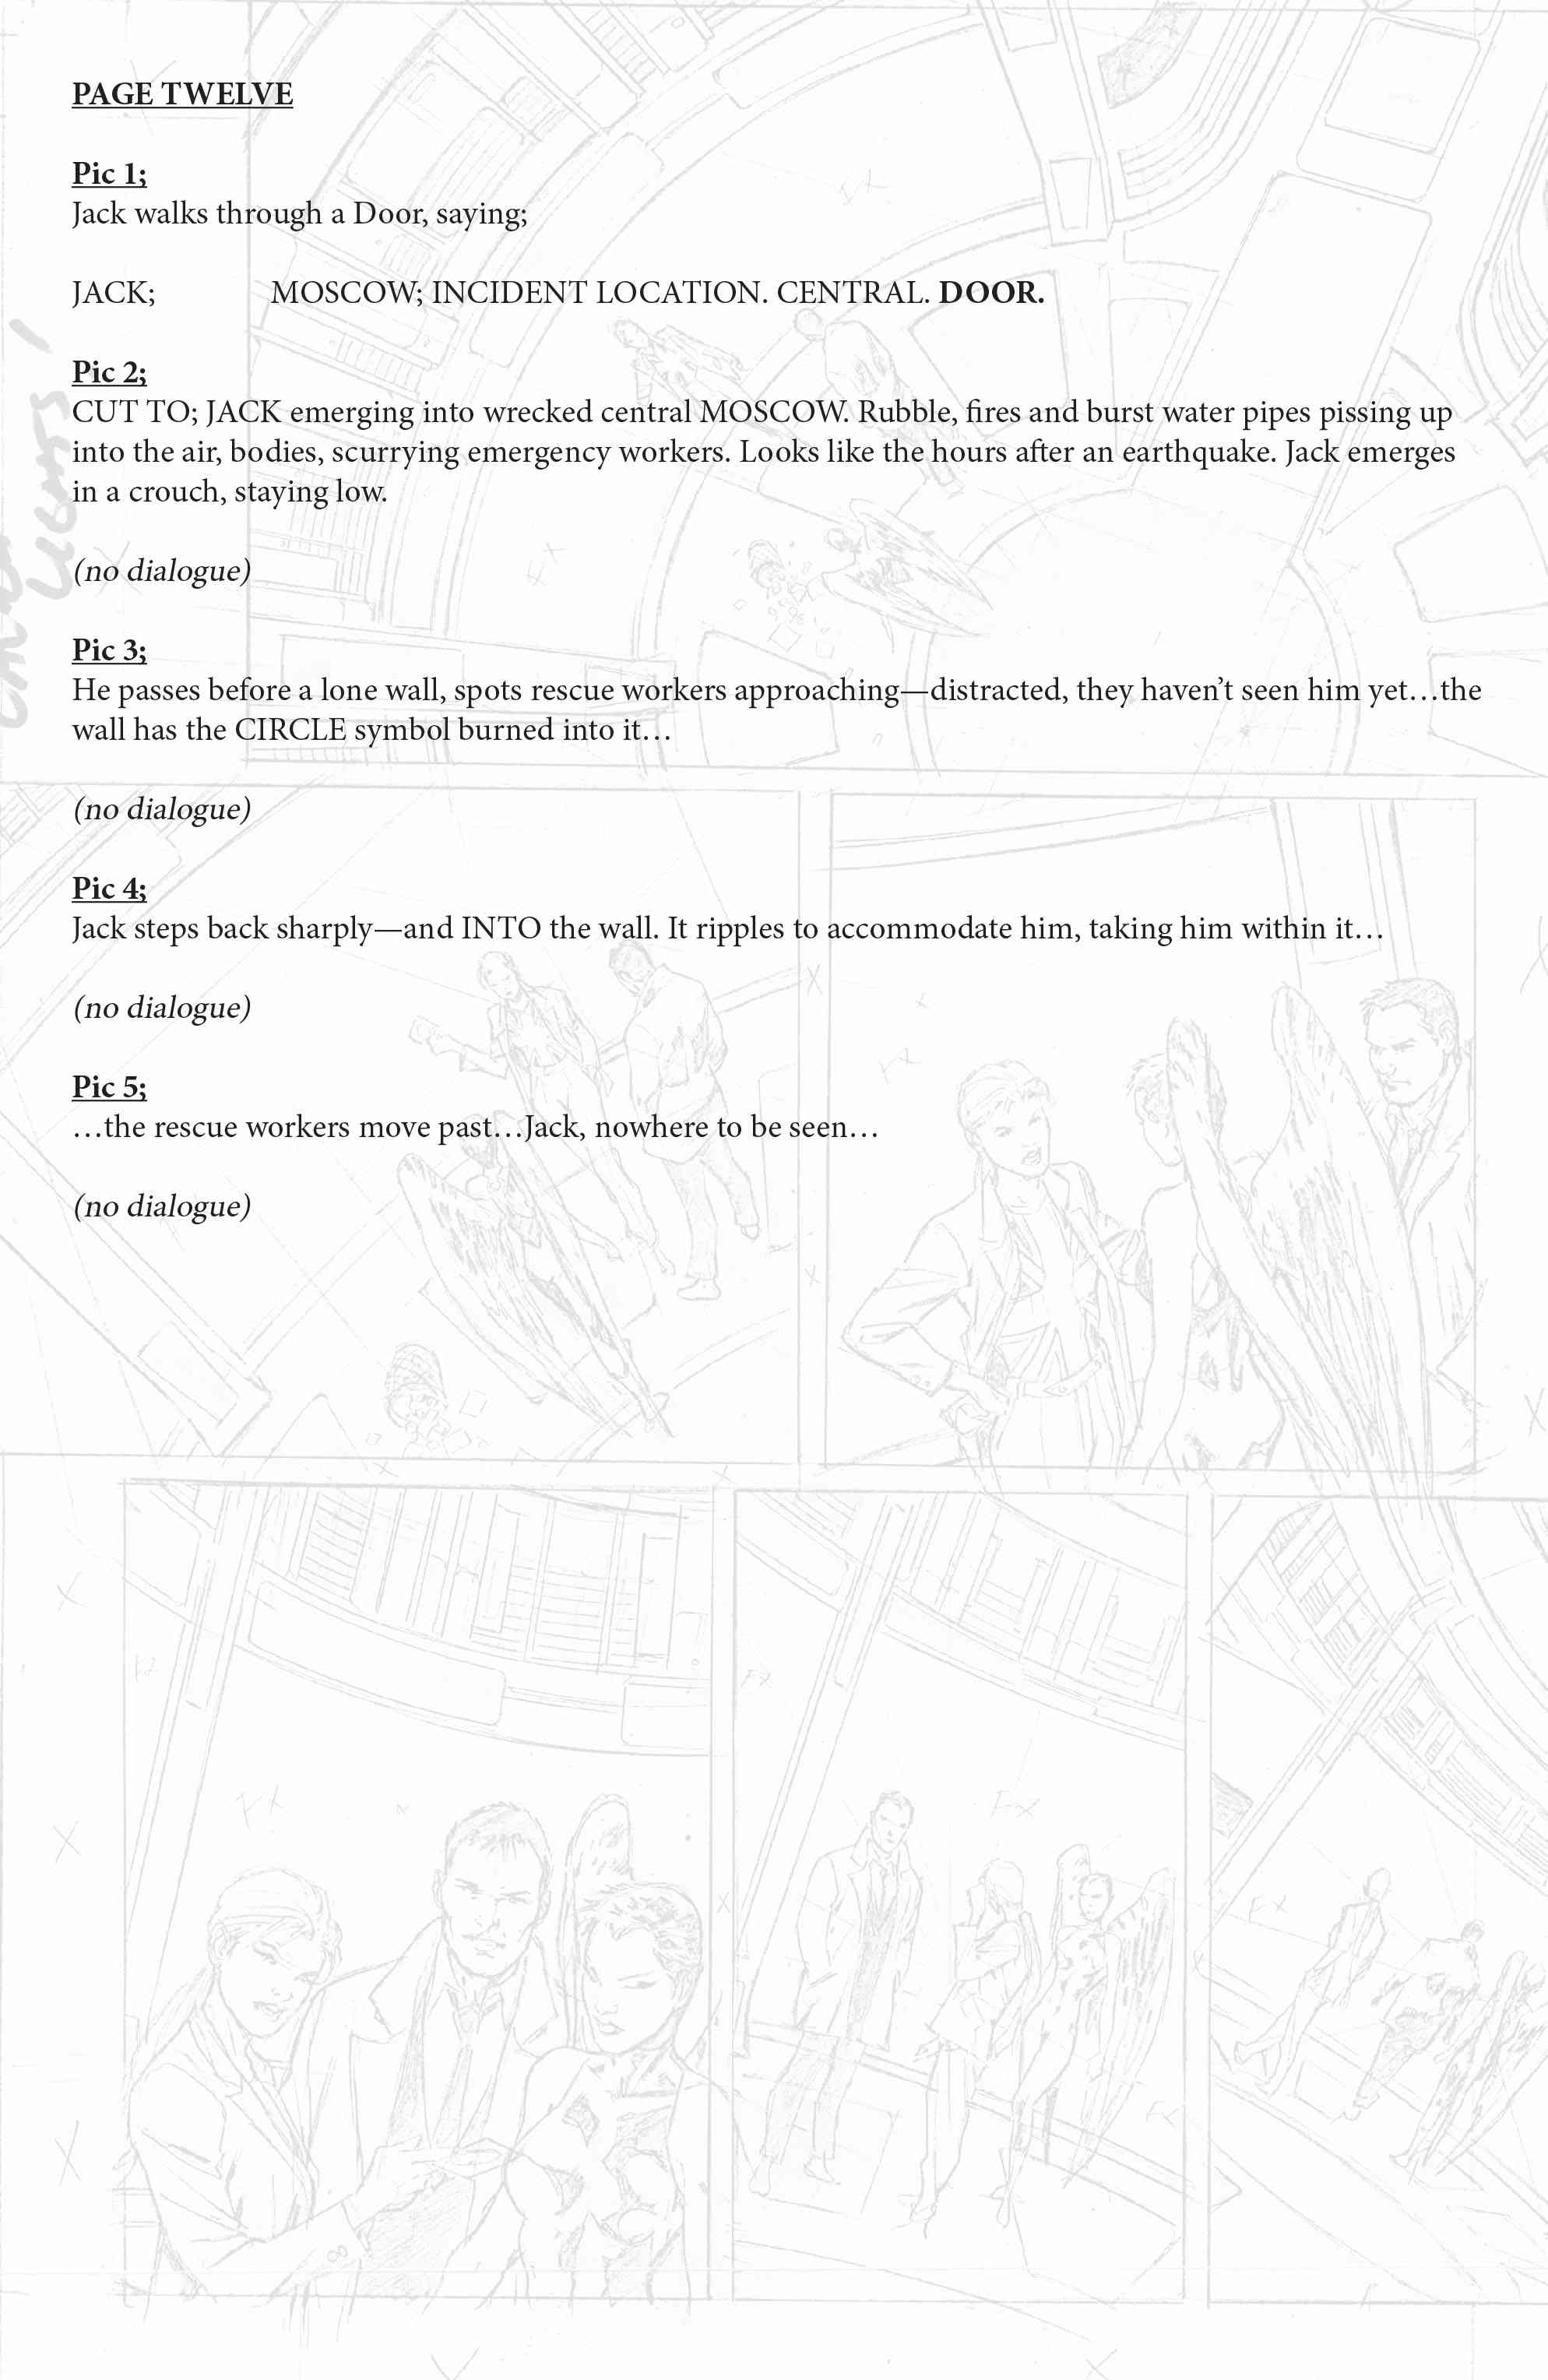 PAGE TWELVE
Pic 1;
Jack walks through a Door, saying;
JACK; MOSCOW; INCIDENT LOCATION. CENTRAL. DOOR.
Pic 2;
CUT TO; JACK emerging into wrecked central MOSCOW. Rubble, fires and burst water pipes pissing up
into the air, bodies, scurrying emergency workers. Looks like the hours after an earthquake. Jack emerges
in a crouch, staying low.
(no dialogue)
Pic 3;
He passes before a lone wall, spots rescue workers approaching—distracted, they haven’t seen him yet…the
wall has the CIRCLE symbol burned into it…
(no dialogue)
Pic 4;
Jack steps back sharply—and INTO the wall. It ripples to accommodate him, taking him within it…
(no dialogue)
Pic 5;
…the rescue workers move past…Jack, nowhere to be seen…
(no dialogue)